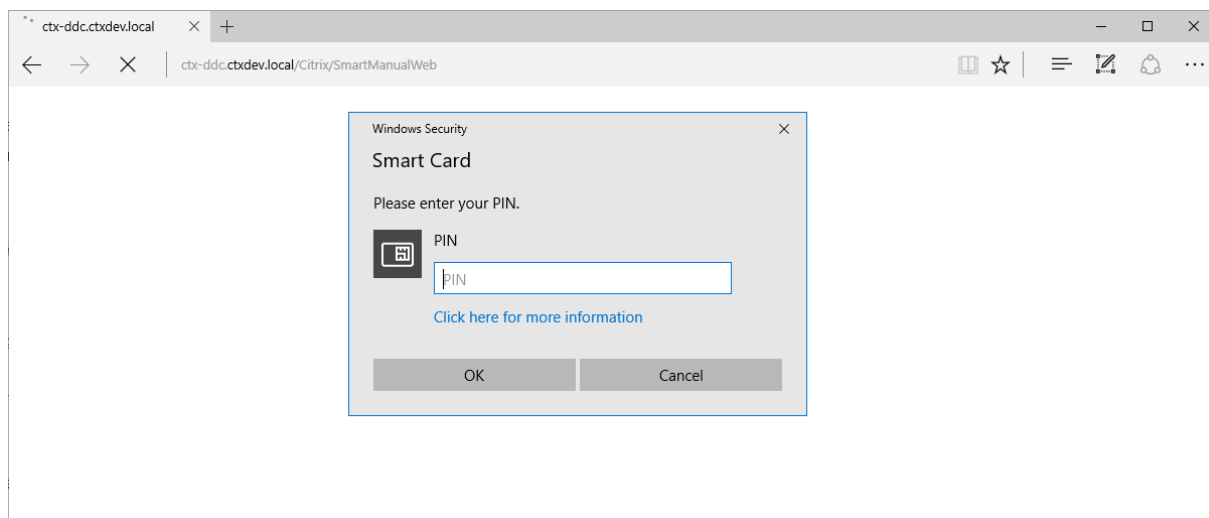 ctx-ddc.ctxdev.local
ctx-ddc.ctxdev.local/Citrix/SmartManualWeb
Windows Security
Smart Card
Please enter your PIN.
PIN
PIN
Click here for more information
OK Cancel